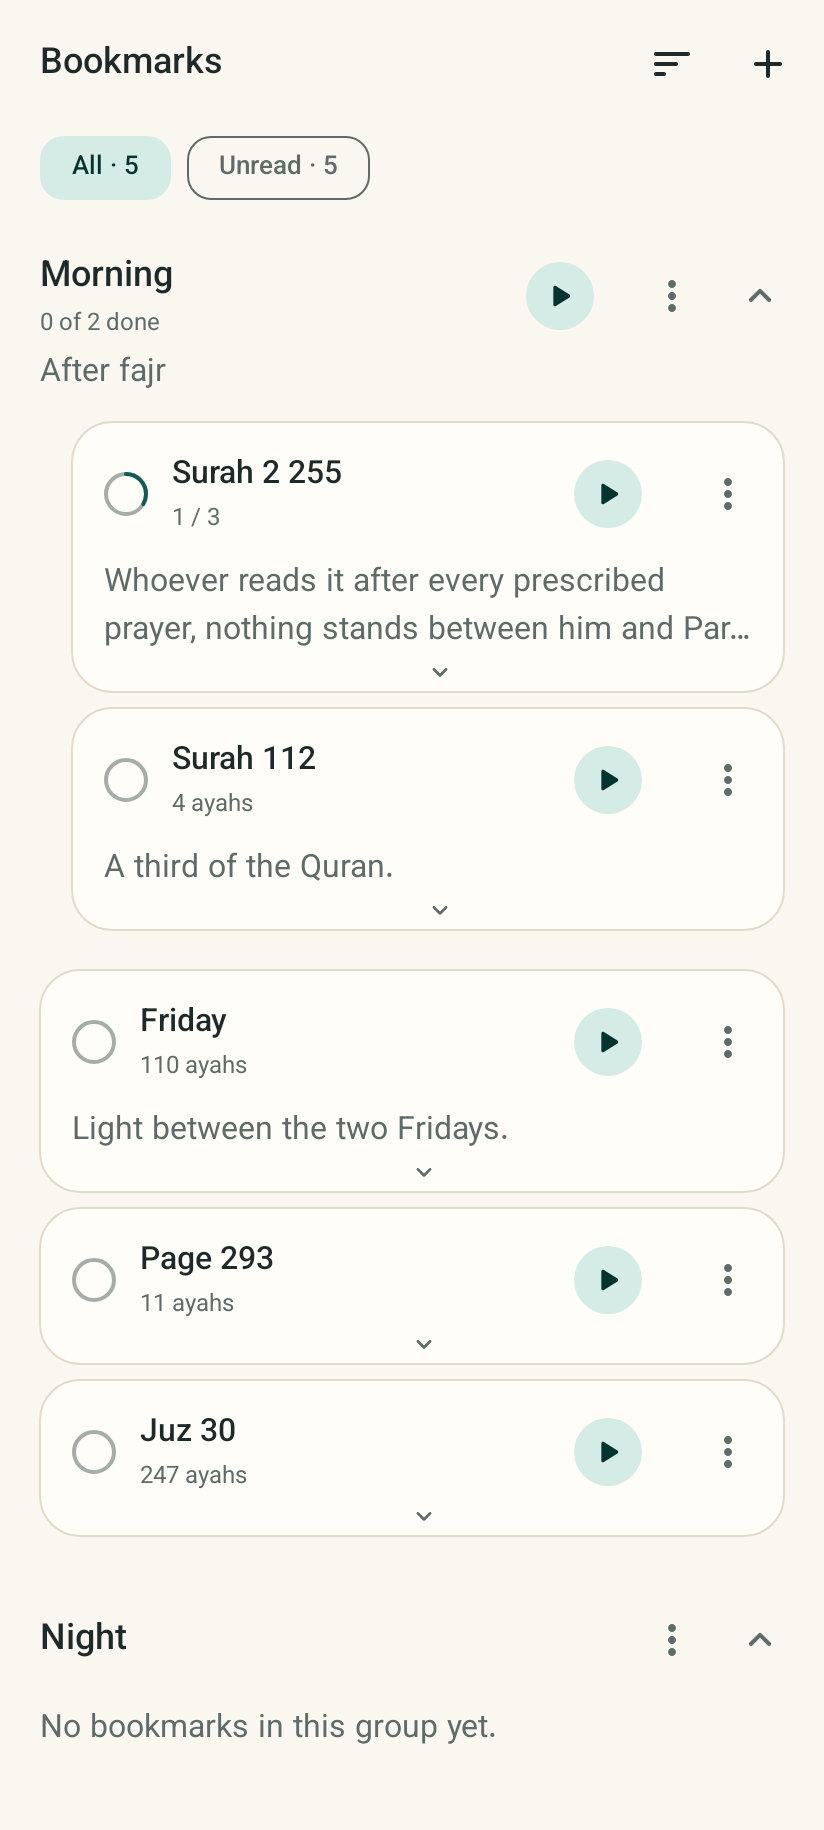 Bookmarks
All · 5
Unread · 5
Morning
0 of 2 done
After fajr
Surah 2 255
1 / 3
Whoever reads it after every prescribed
prayer, nothing stands between him and Par…
Surah 112
4 ayahs
A third of the Quran.
Friday
110 ayahs
Light between the two Fridays.
Page 293
11 ayahs
Juz 30
247 ayahs
Night
No bookmarks in this group yet.